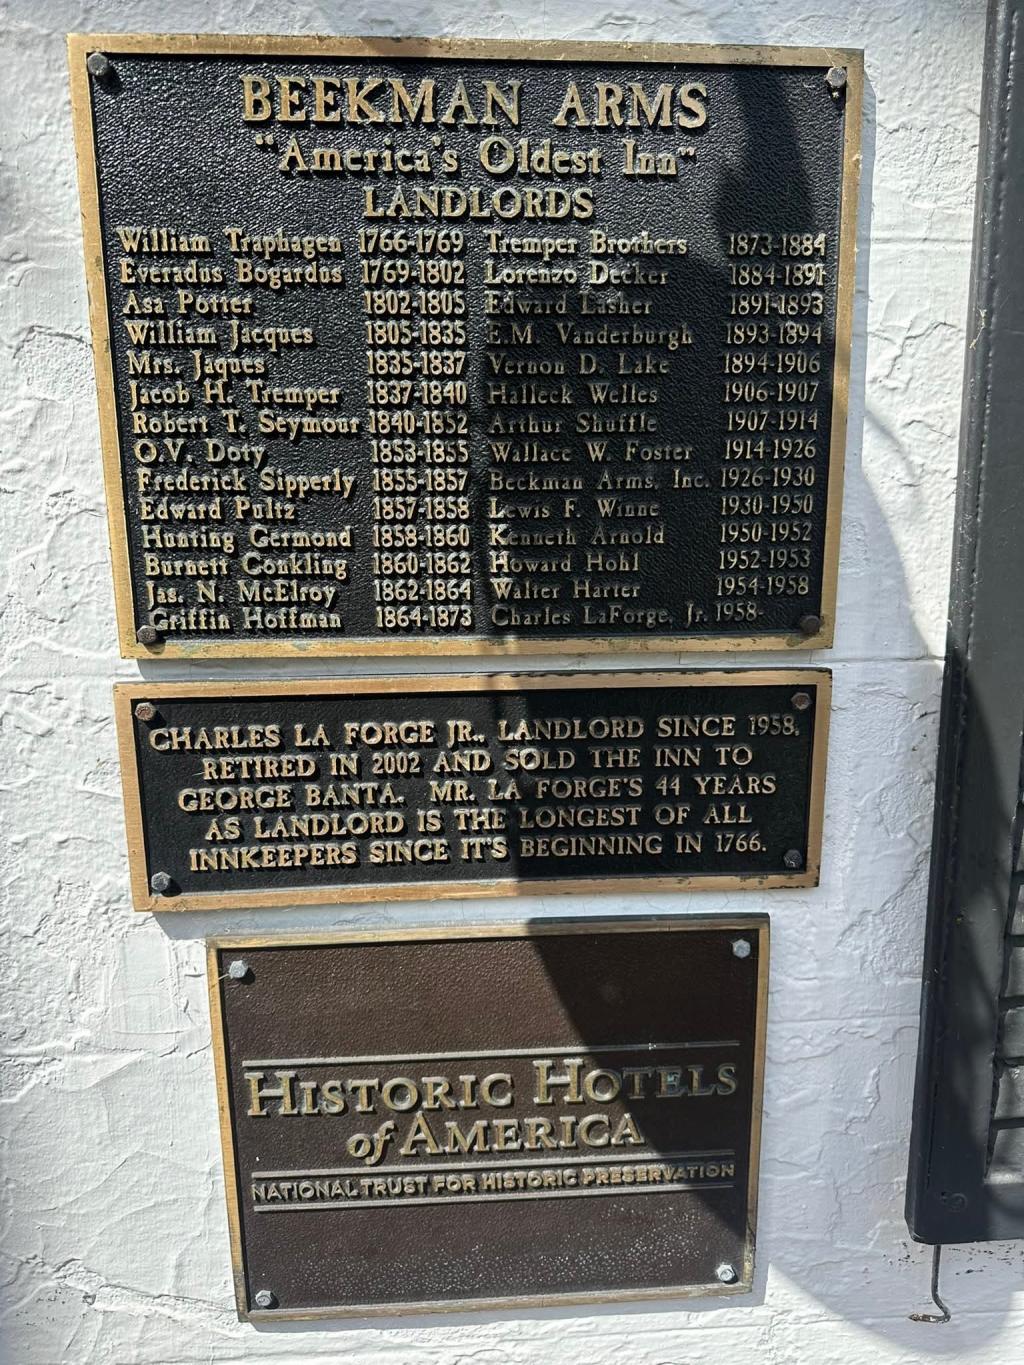 BEEKMAN ARMS
"America's Oldest Inn"
LANDLORDS
William Traphagen 1766-1769
Everadus Bogardus 1769-1802
Asa Potter 1802-1805
William Jacques 1805-1835
Mrs. Jaques 1835-1837
Jacob H. Tremper 1837-1840
Robert T. Seymour 1840-1852
O.V. Doty 1853-1855
Frederick Sipperly 1855-1857
Edward Pultz 1857-1858
Hunting Germond 1858-1860
Burnett Conkling 1860-1862
Jas. N. McElroy 1862-1864
Griffin Hoffman 1864-1873
Tremper Brothers 1873-1884
Lorenzo Decker 1884-1891
Edward Lasher 1891-1893
E.M. Vanderburgh 1893-1894
Vernon D. Lake 1894-1906
Halleck Welles 1906-1907
Arthur Shuffle 1907-1914
Wallace W. Foster 1914-1926
Beekman Arms, Inc. 1926-1930
Lewis F. Winne 1930-1950
Kenneth Arnold 1950-1952
Howard Hohl 1952-1953
Walter Harter 1954-1958
Charles LaForge, Jr. 1958-
CHARLES LA FORGE JR., LANDLORD SINCE 1958,
RETIRED IN 2002 AND SOLD THE INN TO
GEORGE BANTA. MR. LA FORGE'S 44 YEARS
AS LANDLORD IS THE LONGEST OF ALL
INNKEEPERS SINCE IT'S BEGINNING IN 1766.
HISTORIC HOTELS
of AMERICA
NATIONAL TRUST FOR HISTORIC PRESERVATION